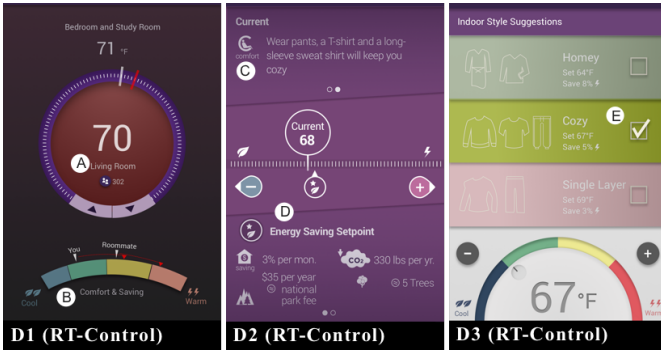 Bedroom and Study Room
71 °F
70
A
Living Room
302
You
Roommate
B
Comfort & Saving
Cool
Warm
D1 (RT-Control)
Current
Wear pants, a T-shirt and a long-
sleeve sweat shirt will keep you
cozy
comfort
C
Current
68
D
Energy Saving Setpoint
saving
3% per mon.
CO₂
330 lbs per yr.
$35 per year
national
park fee
5 Trees
D2 (RT-Control)
Indoor Style Suggestions
Homey
Set 64°F
Save 8%
Cozy
E
Set 67°F
Save 5%
Single Layer
Set 69°F
Save 3%
67°F
Cool
Warm
D3 (RT-Control)